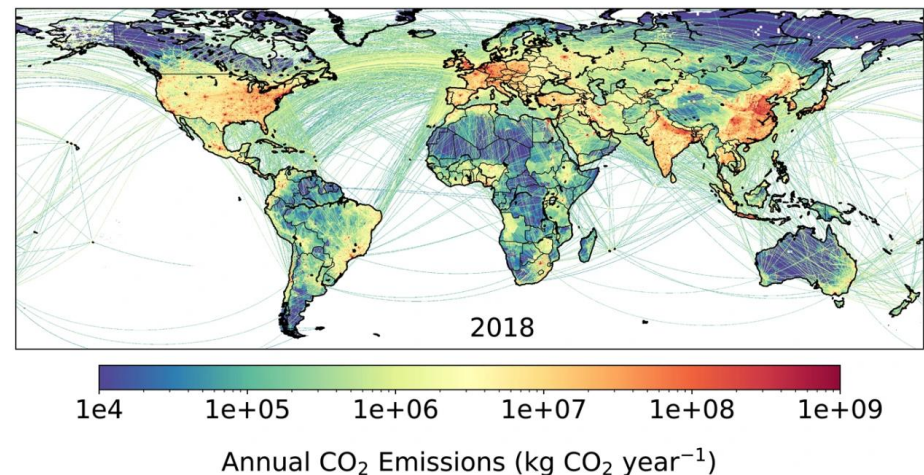 2018
1e4 1e+05 1e+06 1e+07 1e+08 1e+09
Annual CO₂ Emissions (kg CO₂ year⁻¹)